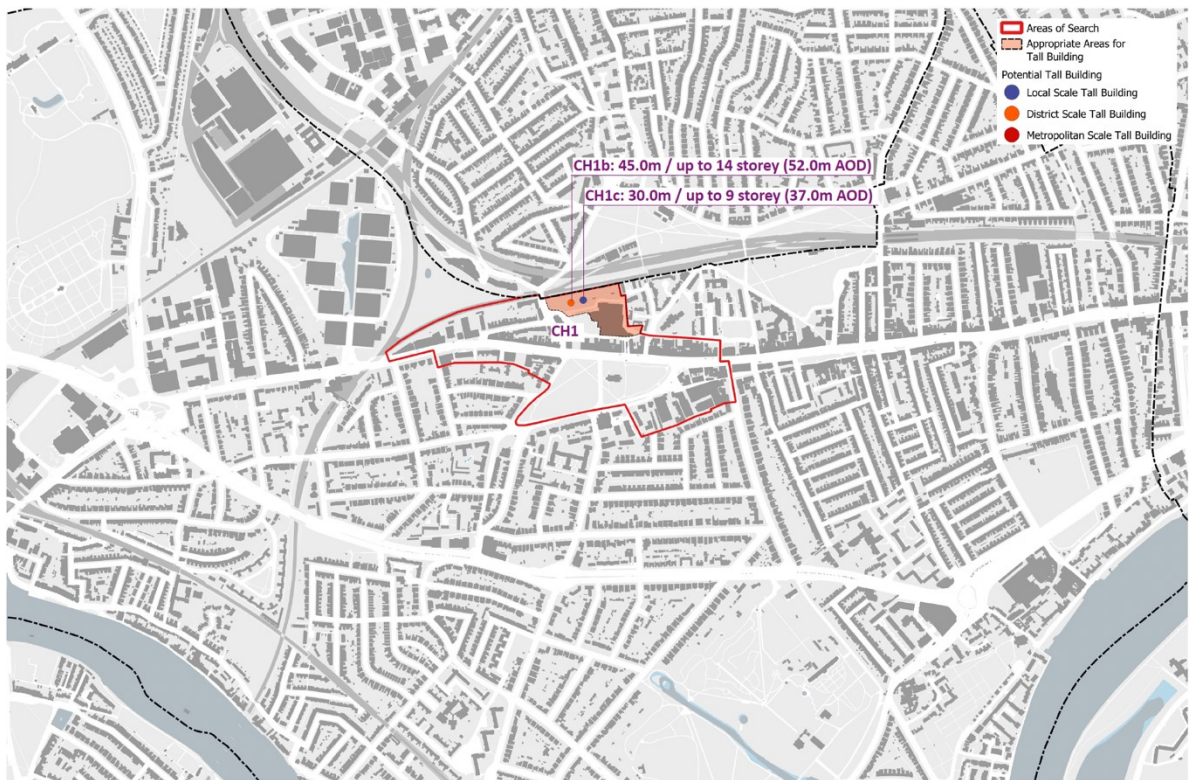 Areas of Search
Appropriate Areas for
Tall Building
Potential Tall Building
Local Scale Tall Building
District Scale Tall Building
Metropolitan Scale Tall Building
CH1b: 45.0m / up to 14 storey (52.0m AOD)
CH1c: 30.0m / up to 9 storey (37.0m AOD)
CH1